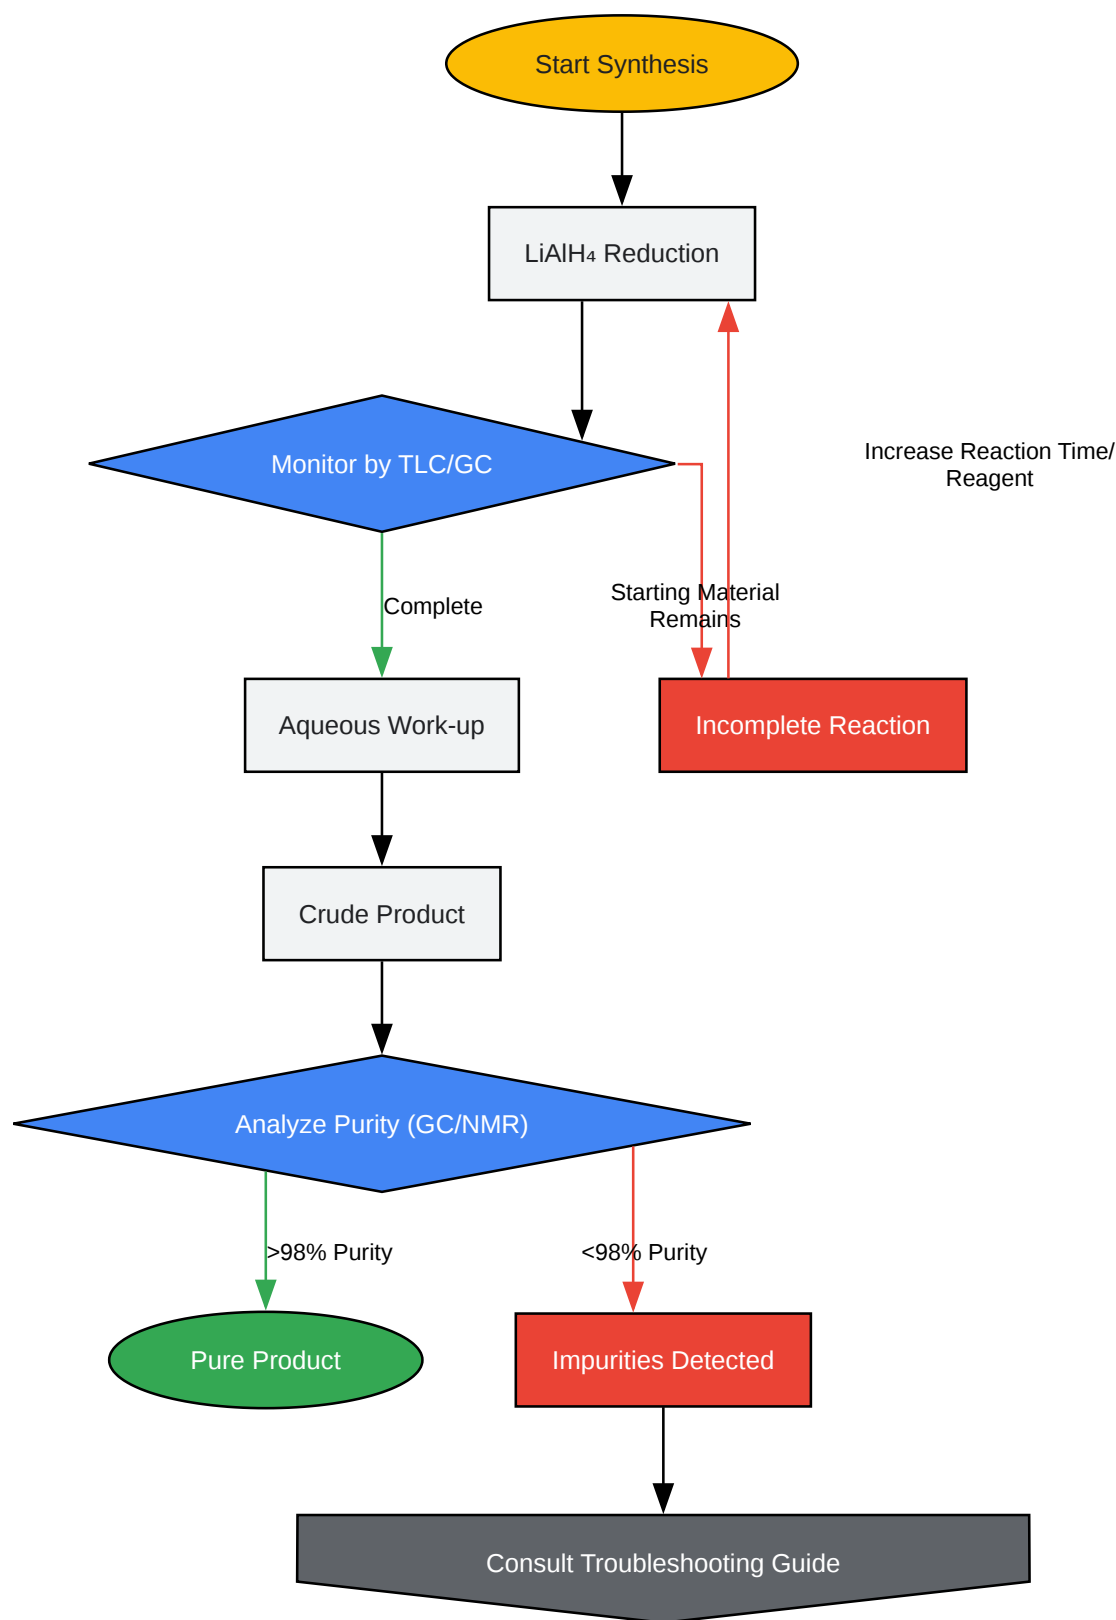 Start Synthesis
LiAlH₄ Reduction
Monitor by TLC/GC
Increase Reaction Time/
Reagent
Complete
Starting Material
Remains
Aqueous Work-up
Incomplete Reaction
Crude Product
Analyze Purity (GC/NMR)
>98% Purity
<98% Purity
Pure Product
Impurities Detected
Consult Troubleshooting Guide